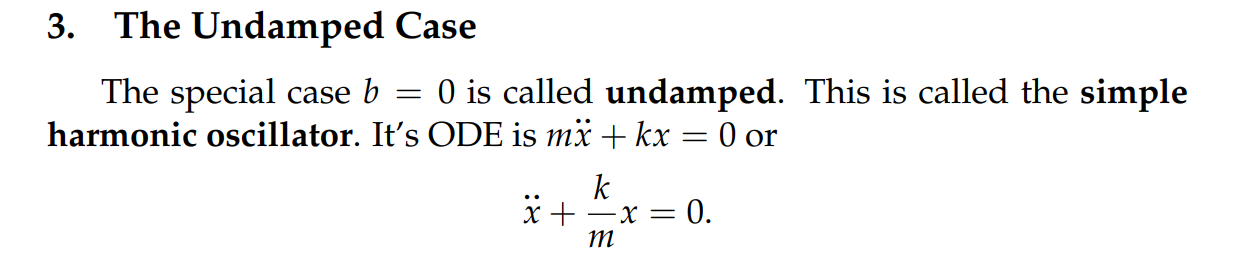 3. The Undamped Case
The special case b = 0 is called undamped. This is called the simple
harmonic oscillator. It's ODE is mẍ + kx = 0 or
ẍ + k/m x = 0.